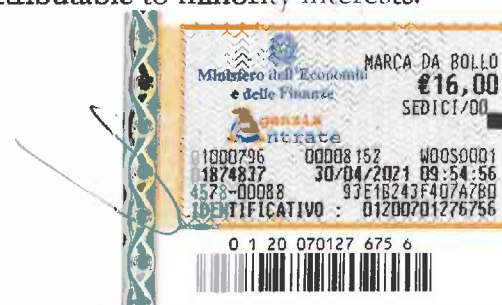 attributable to minority interests.
Ministero dell'Economia
e delle Finanze
MARCA DA BOLLO
€16,00
SEDICI/00
Agenzia
Entrate
01000796 00008152 W00S0001
01874837 30/04/2021 09:54:56
4578-00088 93E1B243F407A7B0
IDENTIFICATIVO : 01200701276756
0 1 20 070127 675 6